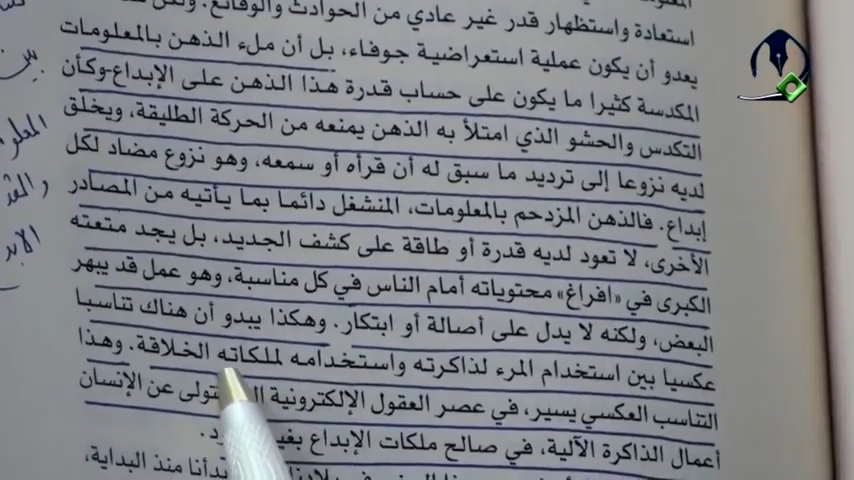 استعادة واستظهار قدر غير عادي من الحوادث والوقائع.
يعدو أن يكون عملية استعراضية جوفاء، بل أن ملء الذهن بالمعلومات
المكدسة كثيرا ما يكون على حساب قدرة هذا الذهن على الإبداع-وكأن
التكدس والحشو الذي امتلأ به الذهن يمنعه من الحركة الطليقة، ويخلق
لديه نزوعا إلى ترديد ما سبق له أن قرأه أو سمعه، وهو نزوع مضاد لكل
إبداع. فالذهن المزدحم بالمعلومات، المنشغل دائما بما يأتيه من المصادر
الأخرى، لا تعود لديه قدرة أو طاقة على كشف الجديد، بل يجد متعته
الكبرى في «افراغ» محتوياته أمام الناس في كل مناسبة، وهو عمل قد يبهر
البعض، ولكنه لا يدل على أصالة أو ابتكار. وهكذا يبدو أن هناك تناسبا
عكسيا بين استخدام المرء لذاكرته واستخدامه لملكاته الخلاقة. وهذا
التناسب العكسي يسير، في عصر العقول الإلكترونية تولى عن الإنسان
أعمال الذاكرة الآلية، في صالح ملكات الإبداع
منذ البداية،